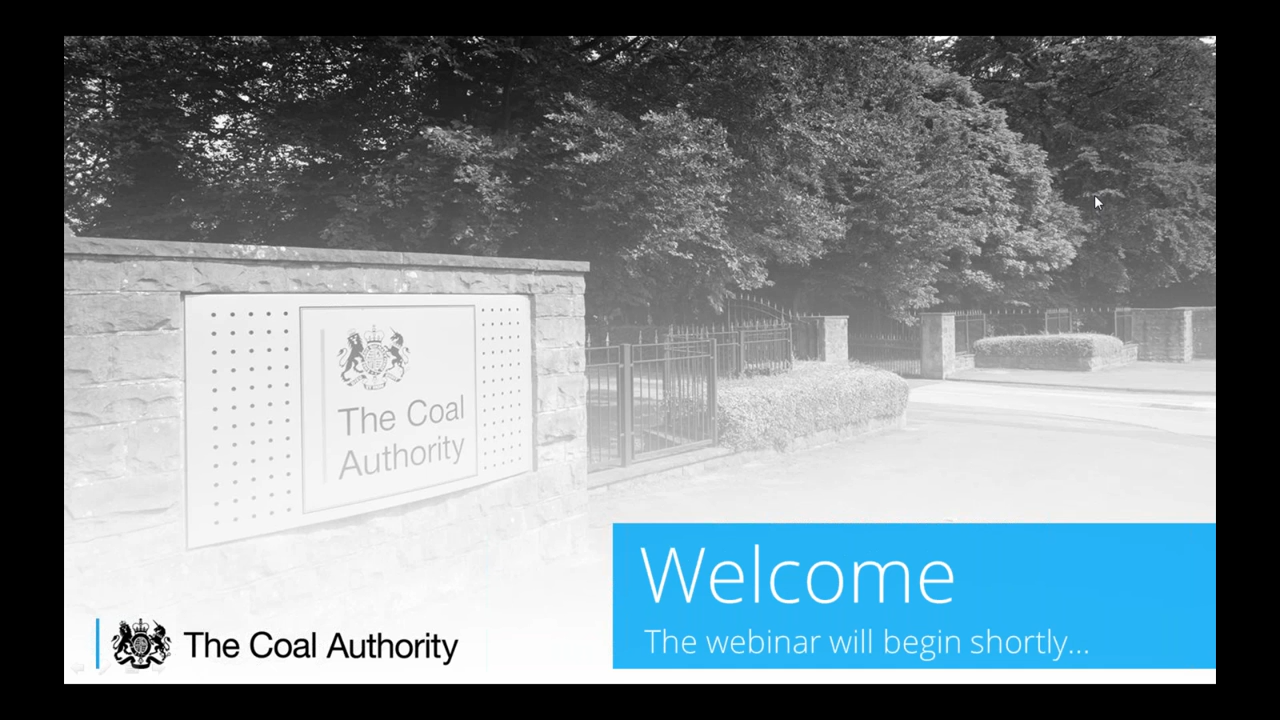 The Coal
Authority
Welcome
The webinar will begin shortly...
The Coal Authority